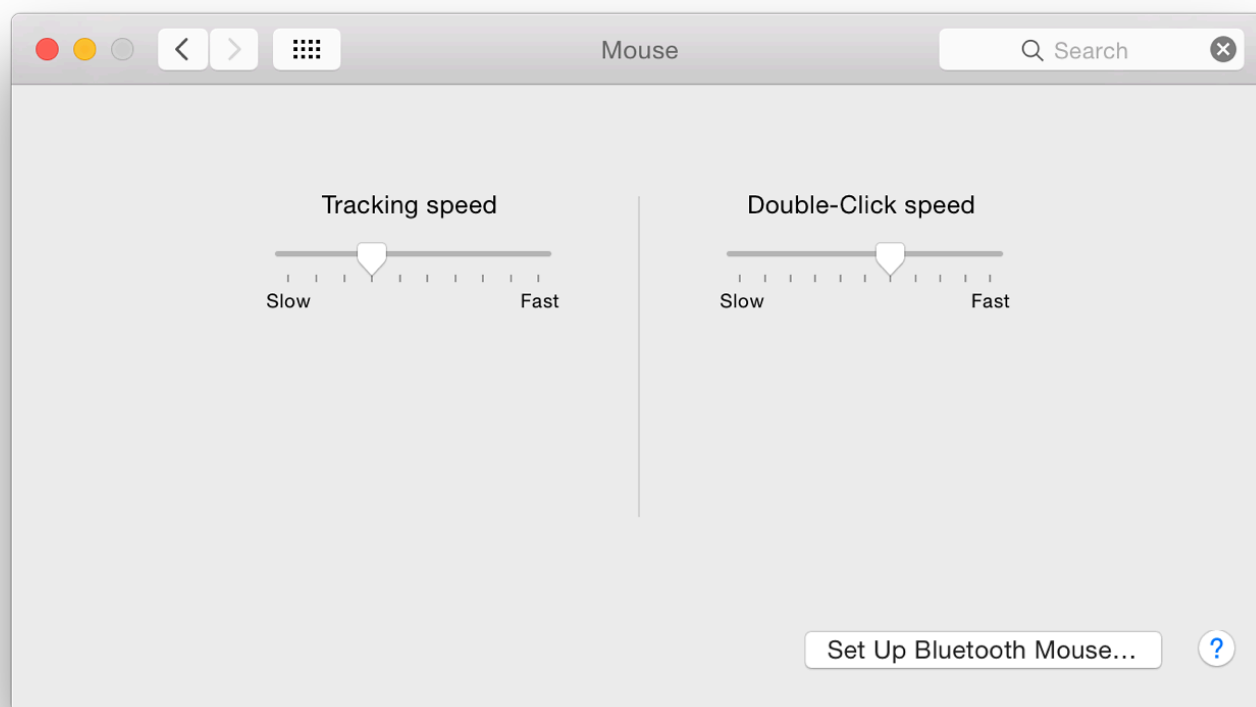 Mouse
Search
Tracking speed
Slow Fast
Double-Click speed
Slow Fast
Set Up Bluetooth Mouse...
?